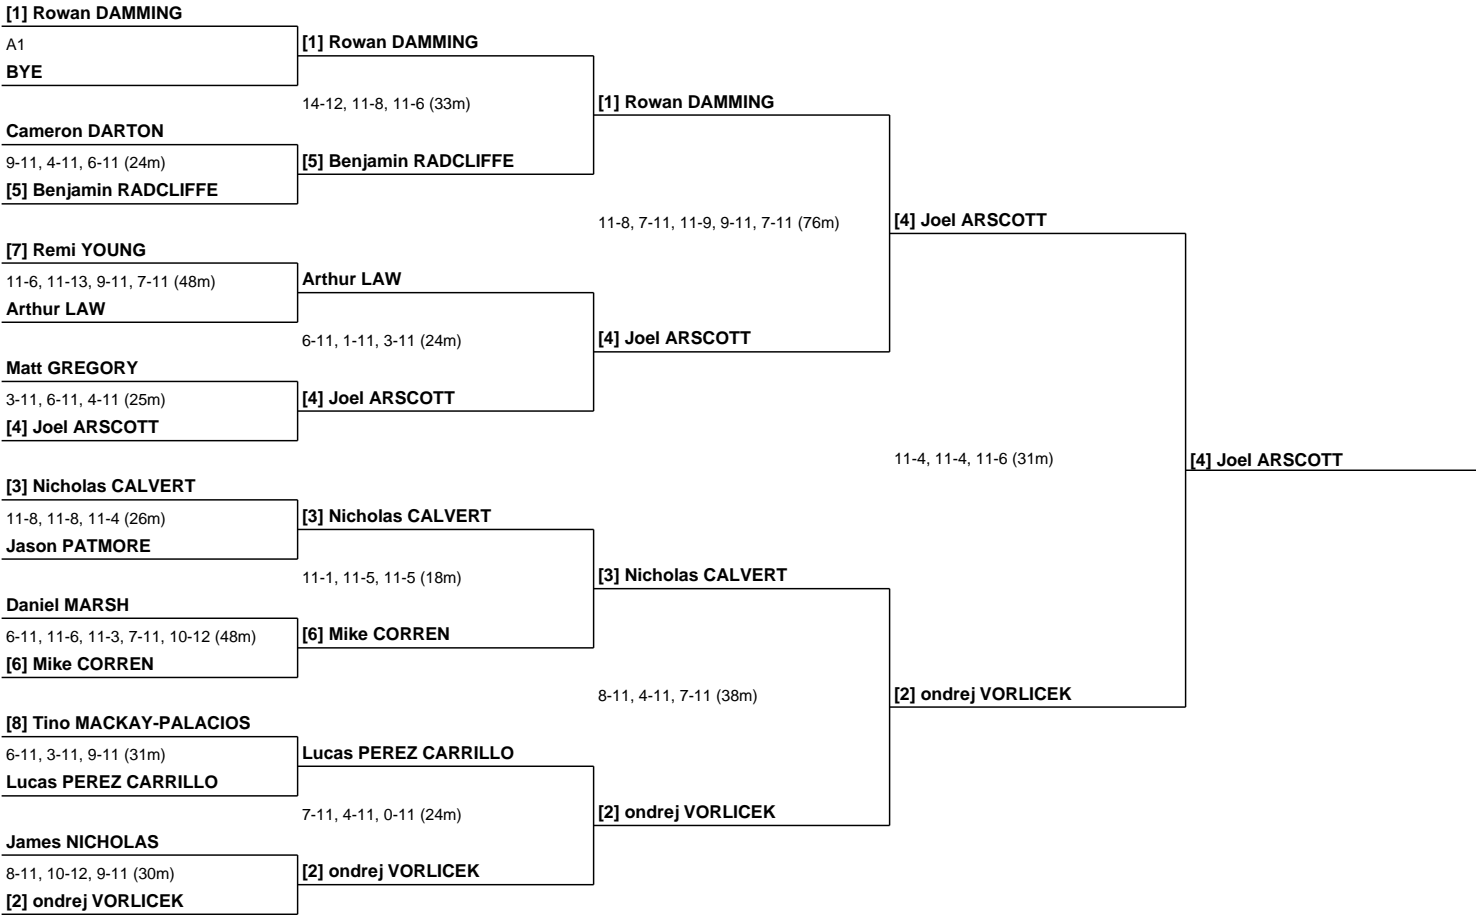 [1] Rowan DAMMING
A1
BYE
Cameron DARTON
9-11, 4-11, 6-11 (24m)
[5] Benjamin RADCLIFFE
[7] Remi YOUNG
11-6, 11-13, 9-11, 7-11 (48m)
Arthur LAW
Matt GREGORY
3-11, 6-11, 4-11 (25m)
[4] Joel ARSCOTT
[3] Nicholas CALVERT
11-8, 11-8, 11-4 (26m)
Jason PATMORE
Daniel MARSH
6-11, 11-6, 11-3, 7-11, 10-12 (48m)
[6] Mike CORREN
[8] Tino MACKAY-PALACIOS
6-11, 3-11, 9-11 (31m)
Lucas PEREZ CARRILLO
James NICHOLAS
8-11, 10-12, 9-11 (30m)
[2] ondrej VORLICEK
[1] Rowan DAMMING
14-12, 11-8, 11-6 (33m)
[5] Benjamin RADCLIFFE
Arthur LAW
6-11, 1-11, 3-11 (24m)
[4] Joel ARSCOTT
[3] Nicholas CALVERT
11-1, 11-5, 11-5 (18m)
[6] Mike CORREN
Lucas PEREZ CARRILLO
7-11, 4-11, 0-11 (24m)
[2] ondrej VORLICEK
[1] Rowan DAMMING
11-8, 7-11, 11-9, 9-11, 7-11 (76m)
[4] Joel ARSCOTT
[3] Nicholas CALVERT
8-11, 4-11, 7-11 (38m)
[2] ondrej VORLICEK
[4] Joel ARSCOTT
11-4, 11-4, 11-6 (31m)
[2] ondrej VORLICEK
[4] Joel ARSCOTT